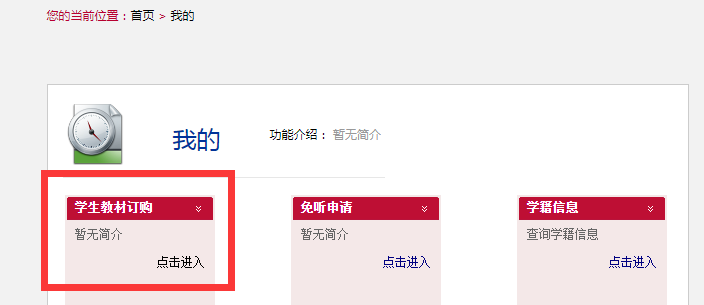 您的当前位置：首页 > 我的
我的
功能介绍： 暂无简介
学生教材订购
暂无简介
点击进入
免听申请
暂无简介
点击进入
学籍信息
查询学籍信息
点击进入